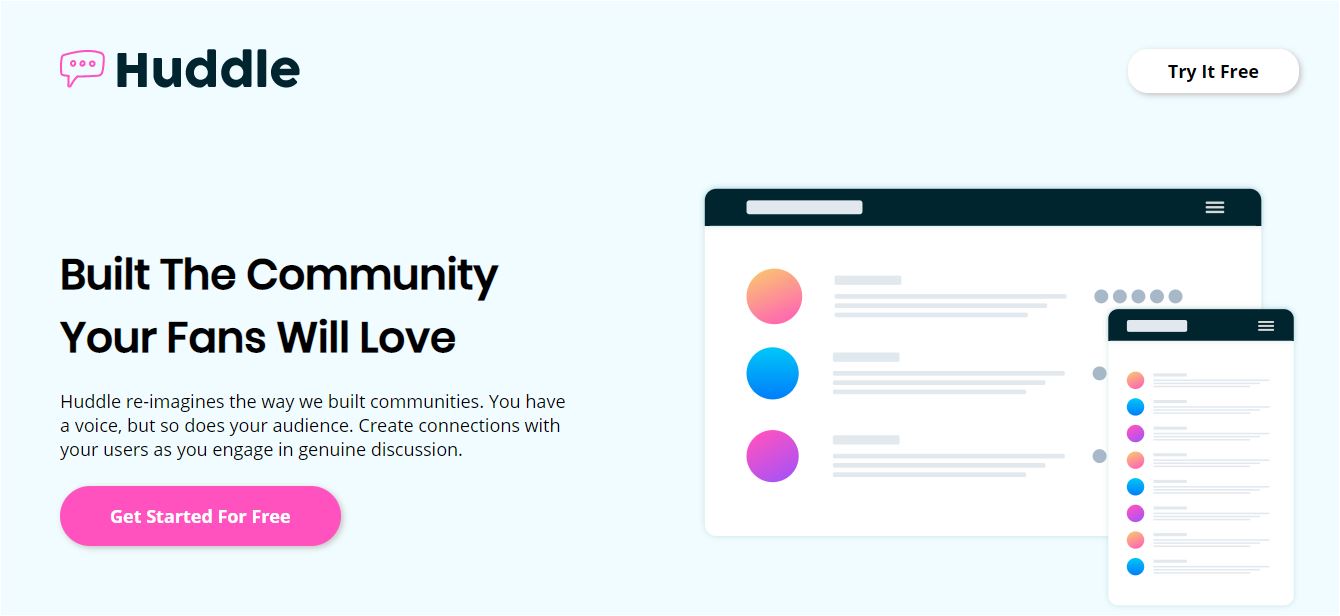 Huddle
Try It Free
Built The Community
Your Fans Will Love
Huddle re-imagines the way we built communities. You have
a voice, but so does your audience. Create connections with
your users as you engage in genuine discussion.
Get Started For Free